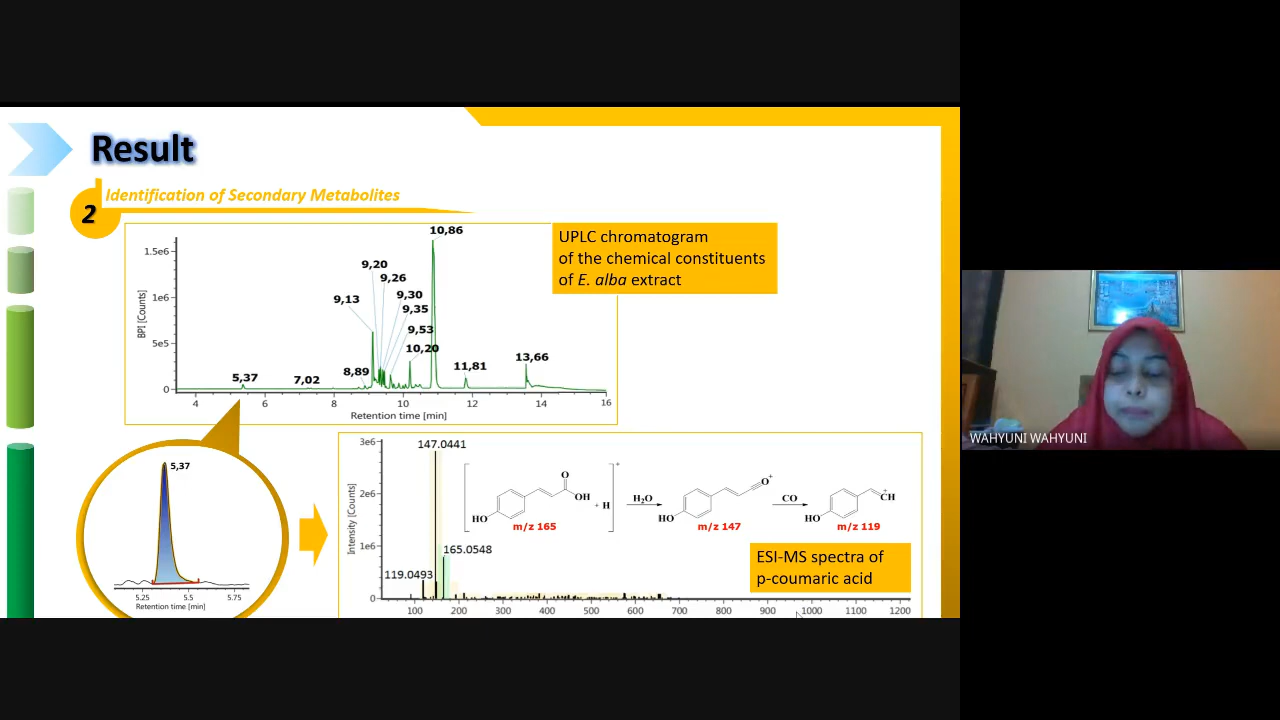 Result
2
Identification of Secondary Metabolites
UPLC chromatogram
of the chemical constituents
of E. alba extract
BPI [Counts]
1.5e6
1e6
5e5
0
5,37
7,02
8,89
9,13
9,20
9,26
9,30
9,35
9,53
10,20
10,86
11,81
13,66
4 6 8 10 12 14 16
Retention time [min]
5,37
5.25 5.5 5.75
Retention time [min]
Intensity [Counts]
3e6
2e6
1e6
0
147.0441
165.0548
119.0493
O
OH
HO
+ H
+
m/z 165
H2O
O+
HO
m/z 147
CO
+
CH
HO
m/z 119
ESI-MS spectra of
p-coumaric acid
100 200 300 400 500 600 700 800 900 1000 1100 1200
WAHYUNI WAHYUNI